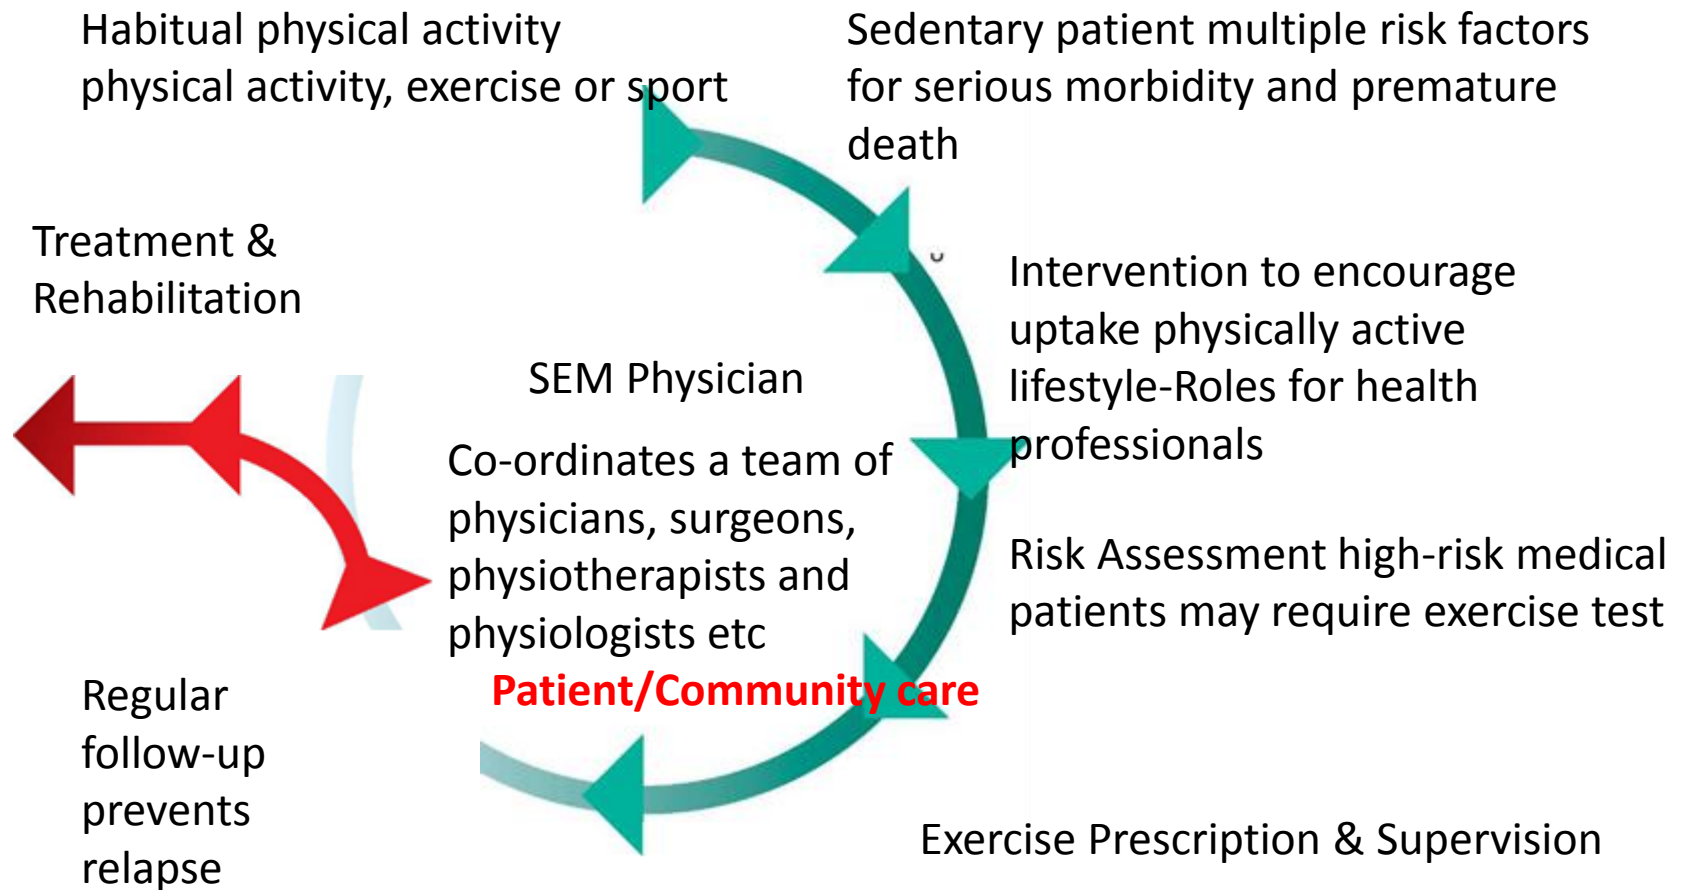 Habitual physical activity
physical activity, exercise or sport
Sedentary patient multiple risk factors
for serious morbidity and premature
death
Treatment &
Rehabilitation
Intervention to encourage
uptake physically active
lifestyle-Roles for health
professionals
SEM Physician
Co-ordinates a team of
physicians, surgeons,
physiotherapists and
physiologists etc
Patient/Community care
Risk Assessment high-risk medical
patients may require exercise test
Regular
follow-up
prevents
relapse
Exercise Prescription & Supervision